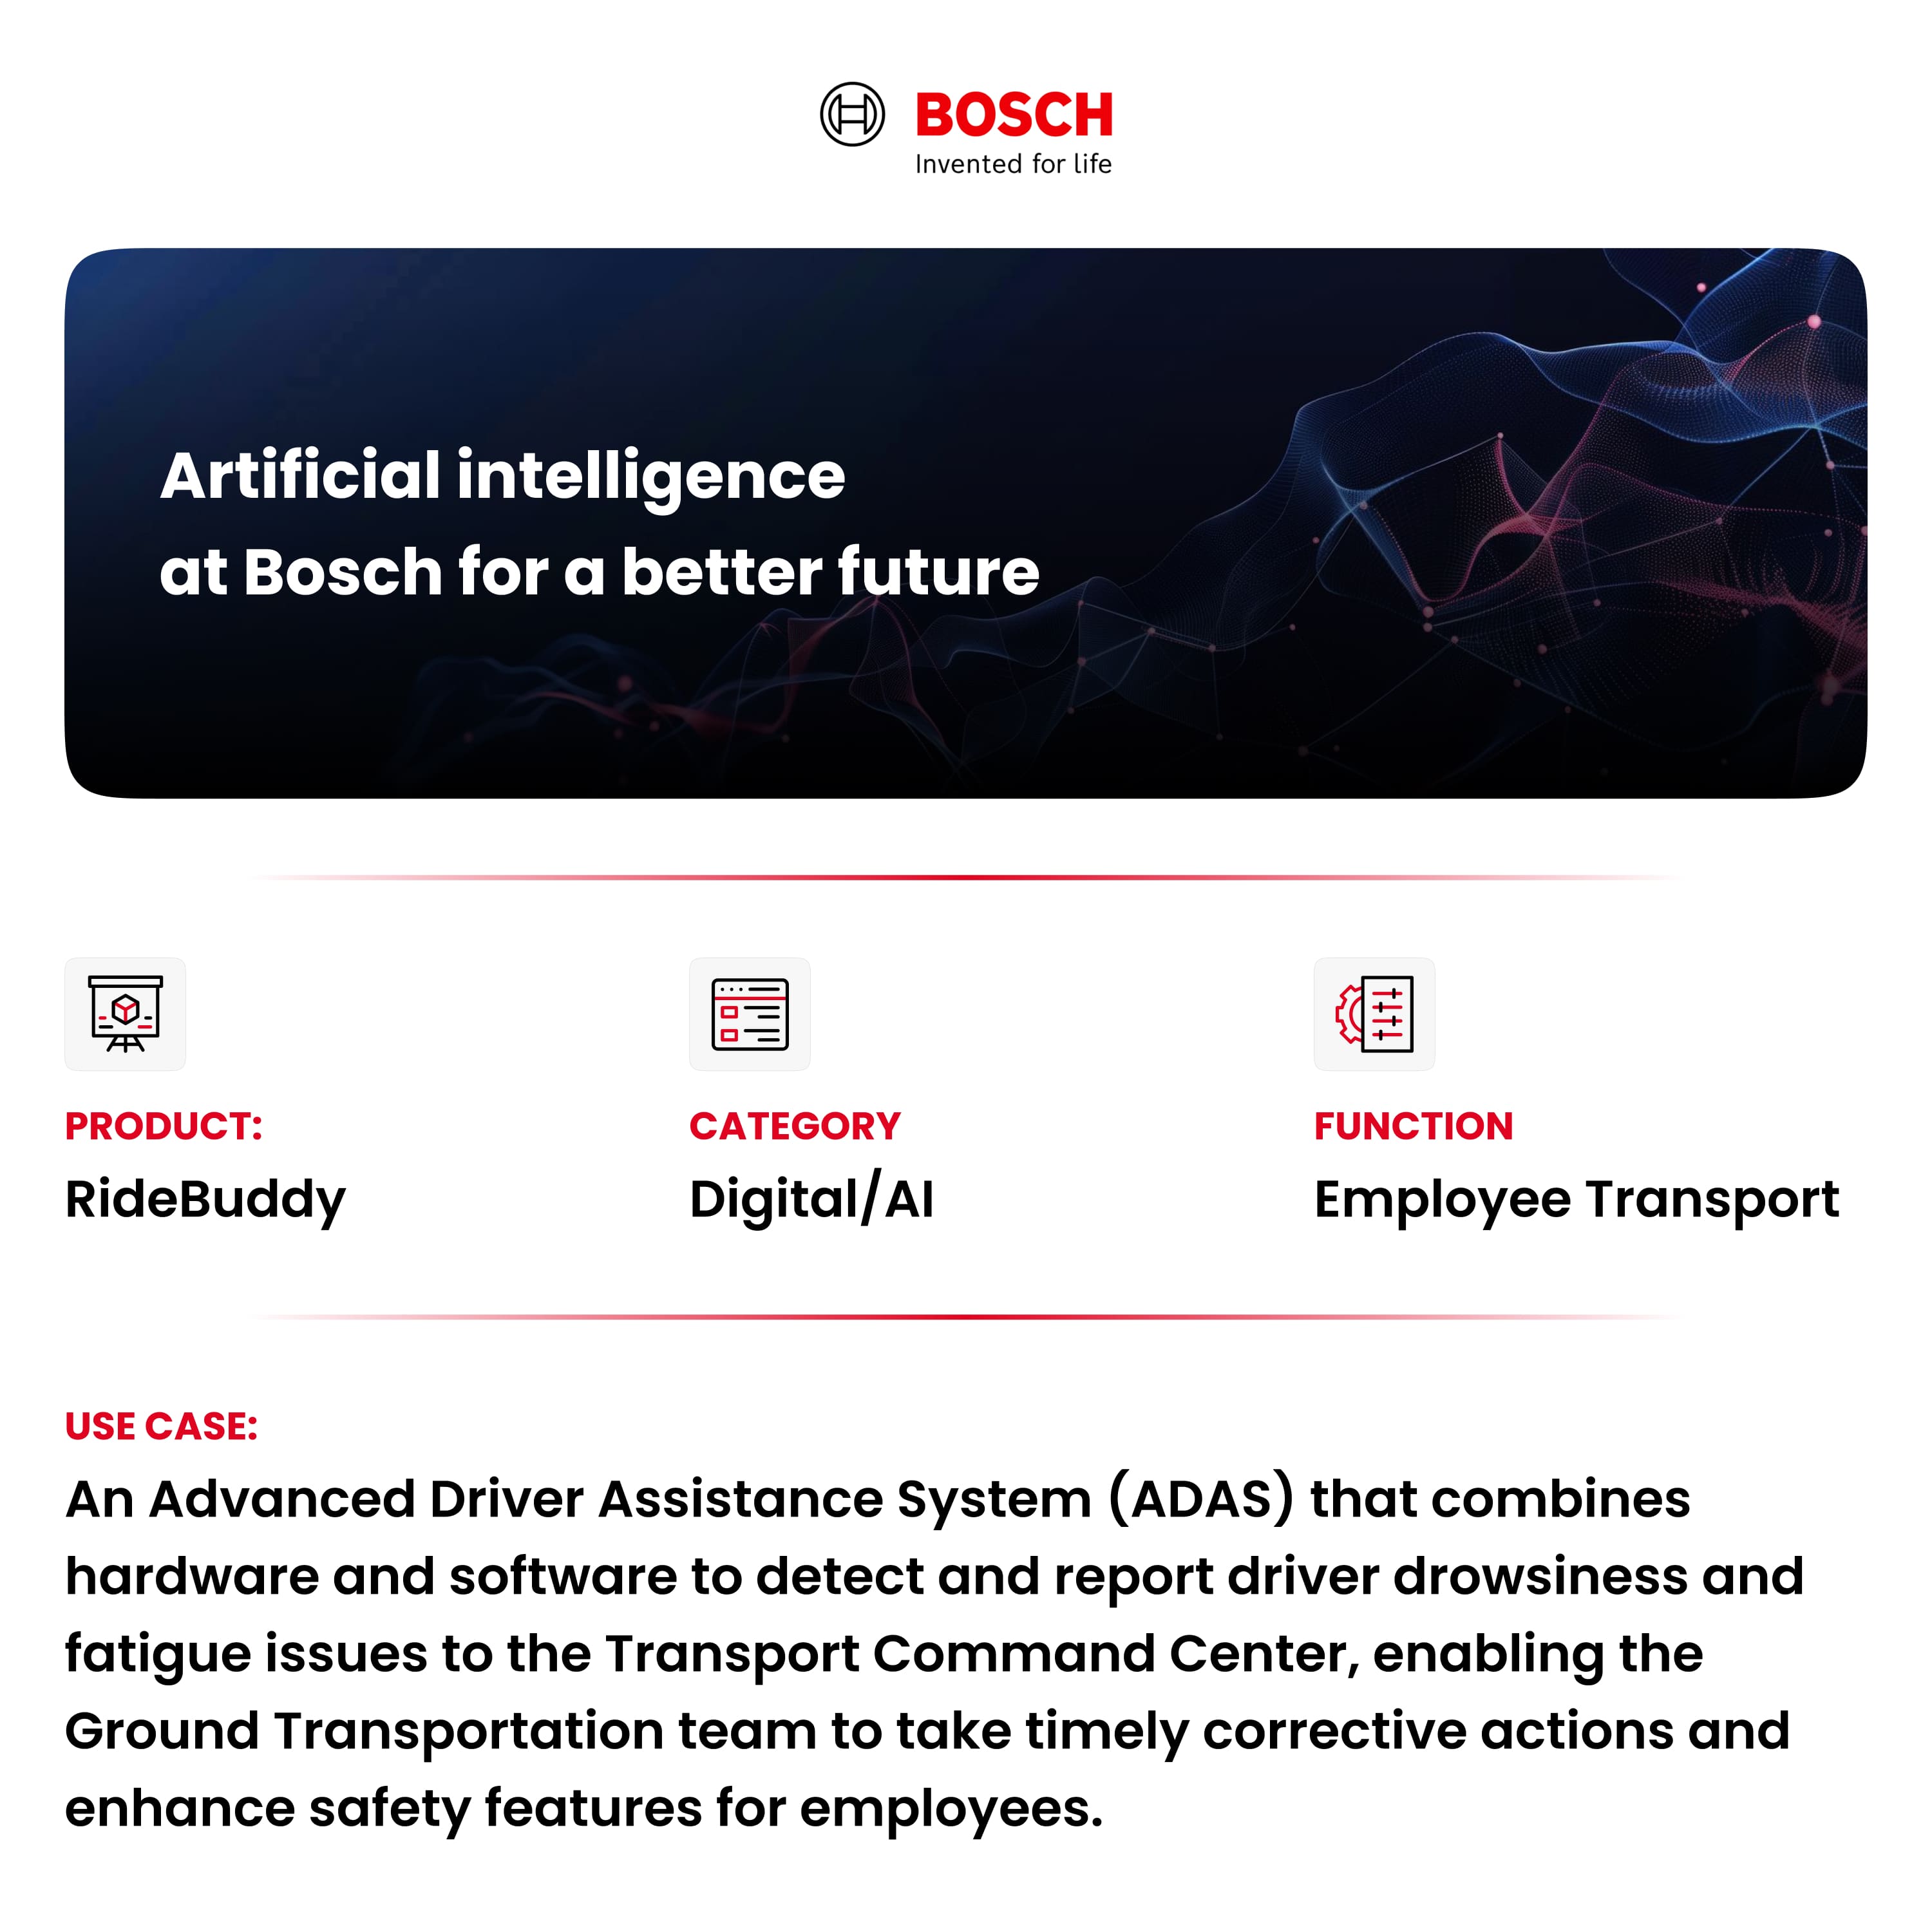 BOSCH
Invented for life
Artificial intelligence
at Bosch for a better future
PRODUCT:
RideBuddy
CATEGORY
Digital/AI
FUNCTION
Employee Transport
USE CASE:
An Advanced Driver Assistance System (ADAS) that combines
hardware and software to detect and report driver drowsiness and
fatigue issues to the Transport Command Center, enabling the
Ground Transportation team to take timely corrective actions and
enhance safety features for employees.